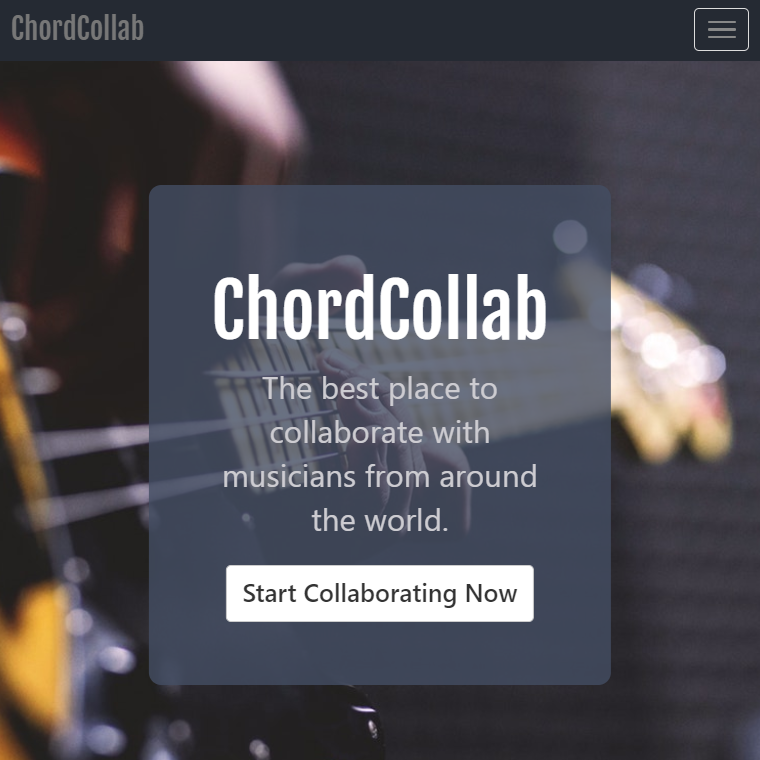 ChordCollab
ChordCollab
The best place to
collaborate with
musicians from around
the world.
Start Collaborating Now